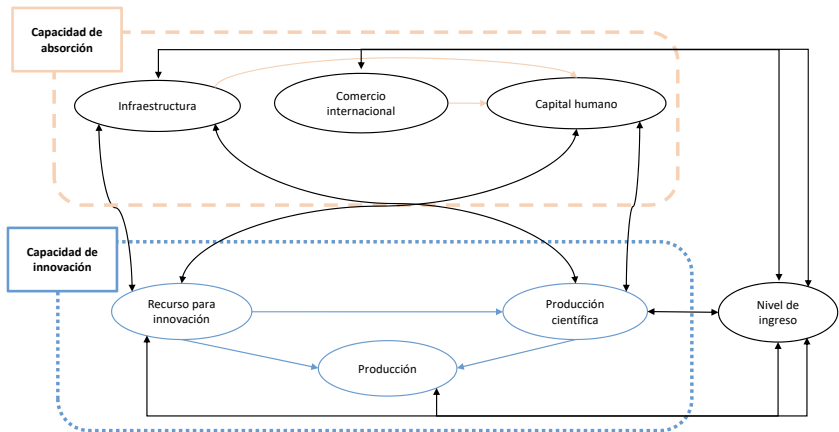 Capacidad de
absorción
Infraestructura
Comercio
internacional
Capital humano
Capacidad de
innovación
Recurso para
innovación
Producción
científica
Nivel de
ingreso
Producción